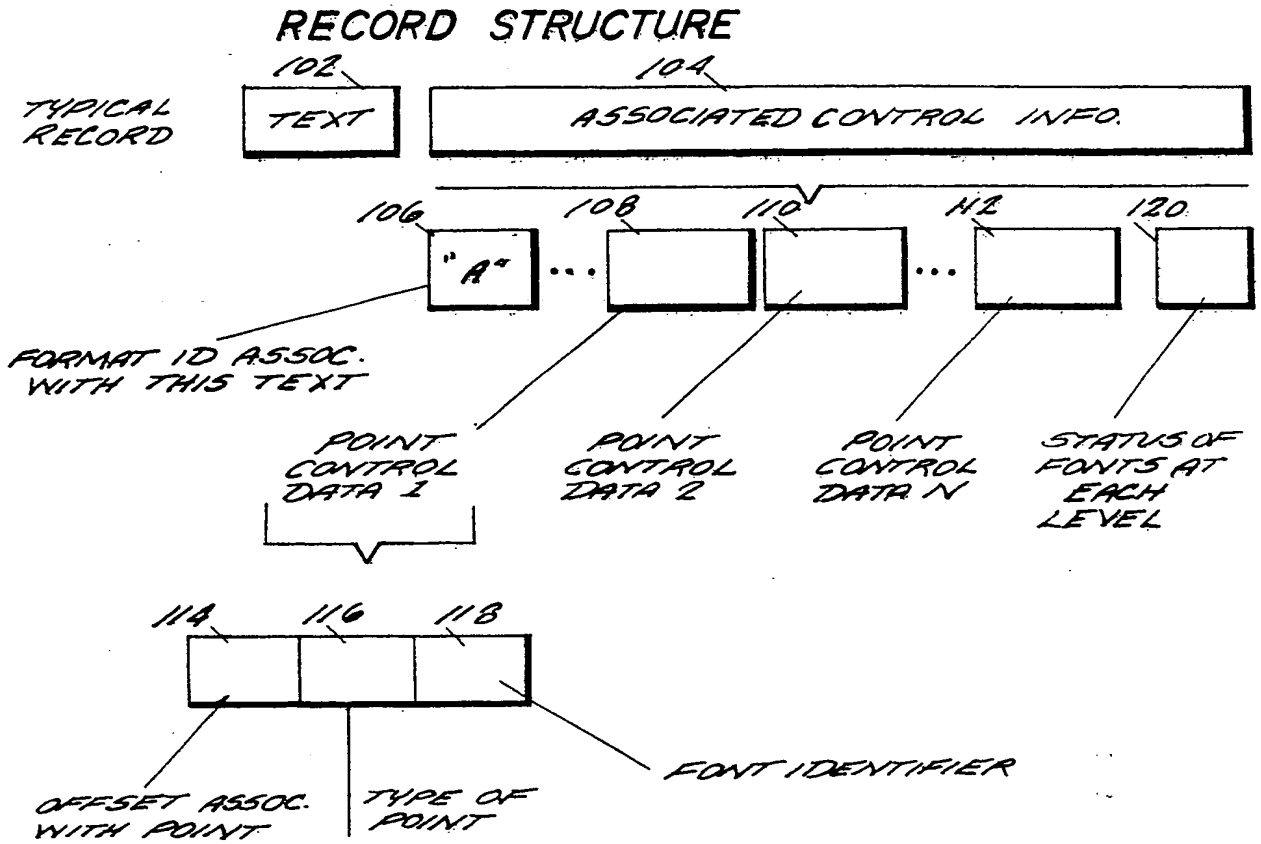 RECORD STRUCTURE
102
104
TYPICAL
RECORD
TEXT
ASSOCIATED CONTROL INFO.
106
108
110
112
120
"A"
...
...
FORMAT ID ASSOC.
WITH THIS TEXT
POINT
CONTROL
DATA 1
POINT
CONTROL
DATA 2
POINT
CONTROL
DATA N
STATUS OF
FONTS AT
EACH
LEVEL
114
116
118
FONT IDENTIFIER
OFFSET ASSOC.
WITH POINT
TYPE OF
POINT